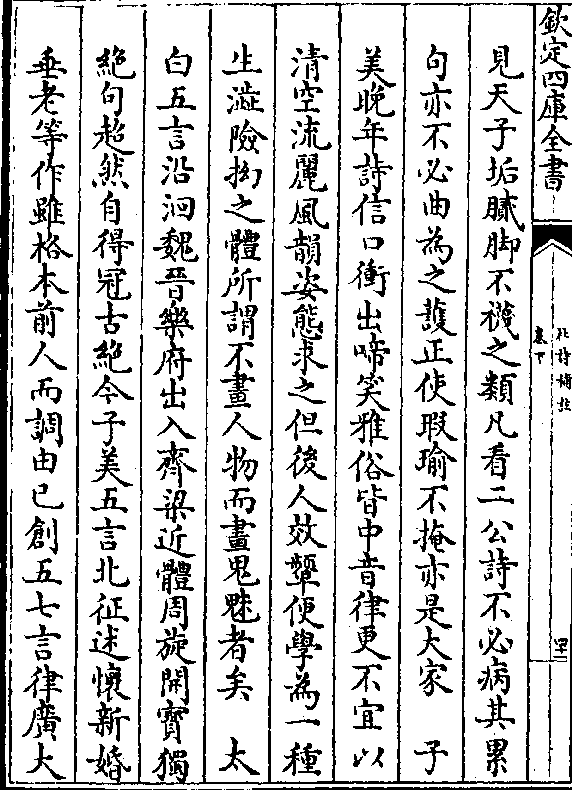 欽定四庫全書
杜詩攟
卷下
四十二
見天子垢膩脚不襪之類凡看二公詩不必病其累
句亦不必曲為之護正使瑕瑜不掩亦是大家　子
美晚年詩信口衝出啼笑雅俗皆中音律更不宜以
清空流麗風韻姿態求之但後人效顰便學為一種
生澁險拗之體所謂不畫人物而畫鬼魅者矣　太
白五言沿洄魏晉樂府出入齊梁近體周旋開寶獨
絶句超然自得冠古絶今子美五言北征述懷新婚
垂老等作雖格本前人而調由已創五七言律廣大